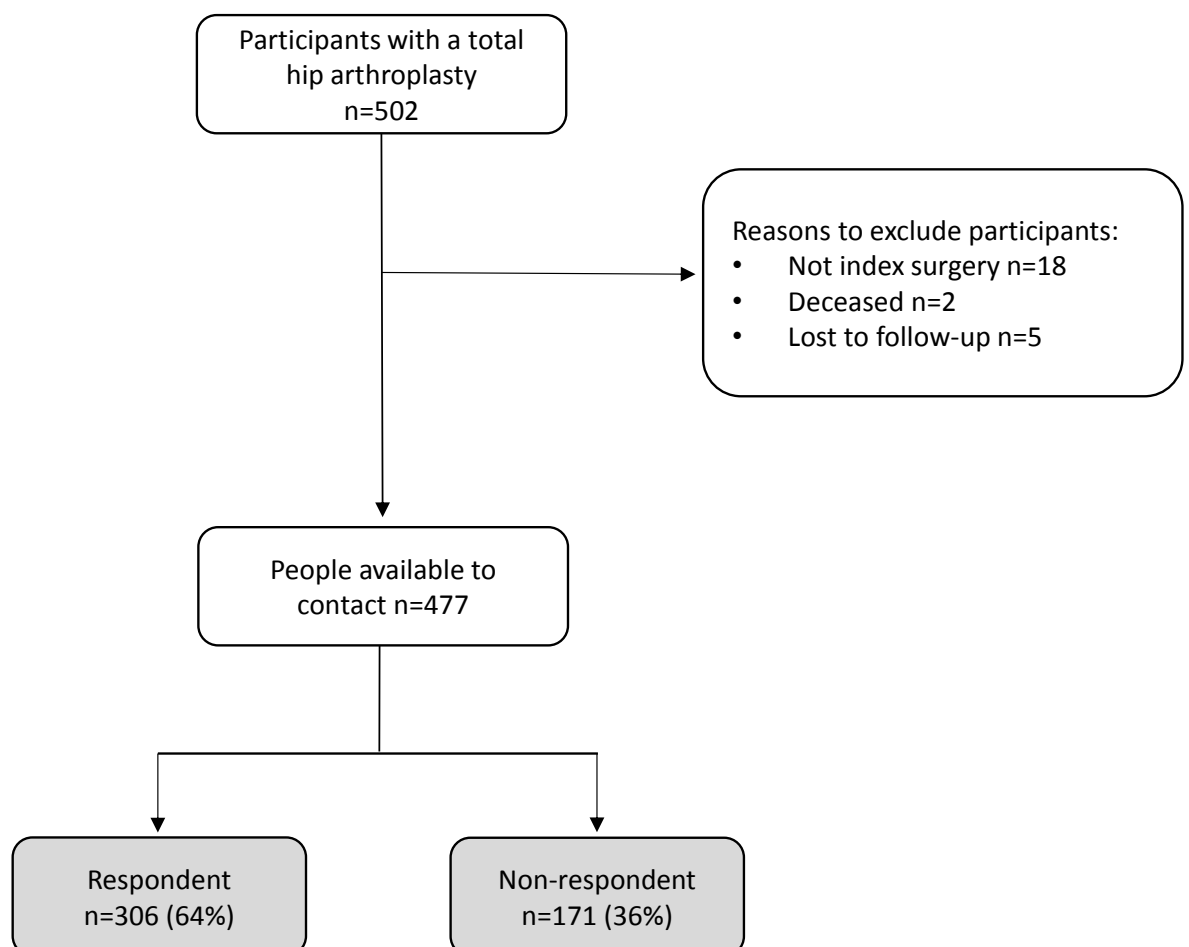 Participants with a total
hip arthroplasty
n=502
Reasons to exclude participants:
• Not index surgery n=18
• Deceased n=2
• Lost to follow-up n=5
People available to
contact n=477
Respondent
n=306 (64%)
Non-respondent
n=171 (36%)